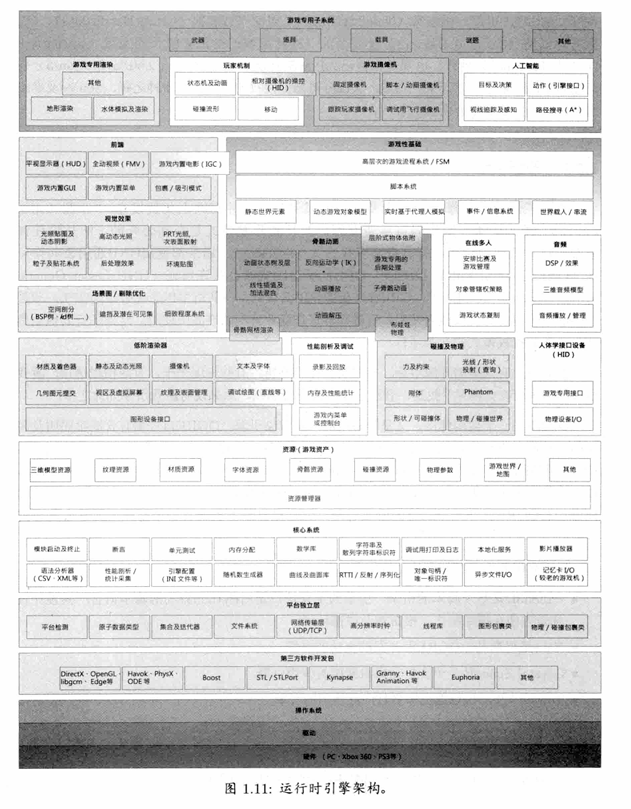 游戏专用子系统
武器
道具
载具
谜题
其他
游戏专用渲染
其他
地形渲染
水体模拟及渲染
玩家机制
状态机及动画
相对摄像机的操控
（HID）
碰撞流形
移动
游戏摄像机
固定摄像机
脚本／动画摄像机
跟踪玩家摄像机
调试用飞行摄像机
人工智能
目标及决策
动作（引擎接口）
视线追踪及感知
路径搜寻（A*）
前端
平视显示器（HUD）
全动视频（FMV）
游戏内置电影（IGC）
游戏内置GUI
游戏内置菜单
包裹／吸引模式
游戏性基础
高层次的游戏流程系统／FSM
脚本系统
静态世界元素
动态游戏对象模型
实时基于代理人模拟
事件／信息系统
世界载入／串流
视觉效果
光照贴图及
动态阴影
高动态光照
PRT光照，
次表面散射
粒子及贴花系统
后处理效果
环境贴图
骨骼动画
层阶式物体依附
动画状态树及层
反向运动学（IK）
游戏专用的
后期处理
线性插值及
加法混合
动画播放
子骨骼动画
动画解压
骨骼网格渲染
布娃娃
物理
在线多人
安排比赛及
游戏管理
对象管辖权策略
游戏状态复制
音频
DSP／效果
三维音频模型
音频播放／管理
场景图／剔除优化
空间剖分
（BSP树、kd树……）
遮挡及潜在可见集
细致程度系统
低阶渲染器
材质及着色器
静态及动态光照
摄像机
文本及字体
几何图元提交
视区及虚拟屏幕
纹理及表面管理
调试绘图（直线等）
图形设备接口
性能剖析及调试
录影及回放
内存及性能统计
游戏内菜单
或控制台
碰撞及物理
力及约束
光线／形状
投射（查询）
刚体
Phantom
形状／可碰撞体
物理／碰撞世界
人体学接口设备
（HID）
游戏专用接口
物理设备I/O
资源（游戏资产）
三维模型资源
纹理资源
材质资源
字体资源
骨骼资源
碰撞资源
物理参数
游戏世界／
地图
其他
资源管理器
核心系统
模块启动及终止
断言
单元测试
内存分配
数学库
字符串及
散列字符串标识符
调试用打印及日志
本地化服务
影片播放器
语法分析器
（CSV、XML等）
性能剖析／
统计采集
引擎配置
（INI文件等）
随机数生成器
曲线及曲面库
RTTI／反射／序列化
对象句柄／
唯一标识符
异步文件I/O
记忆卡I/O
（较老的游戏机）
平台独立层
平台检测
原子数据类型
集合及迭代器
文件系统
网络传输层
（UDP/TCP）
高分辨率时钟
线程库
图形包裹类
物理／碰撞包裹类
第三方软件开发包
DirectX、OpenGL、
libgcm、Edge等
Havok、PhysX、
ODE等
Boost
STL／STLPort
Kynapse
Granny、Havok
Animation等
Euphoria
其他
操作系统
驱动
硬件（PC、Xbox 360、PS3等）
图 1.11: 运行时引擎架构。